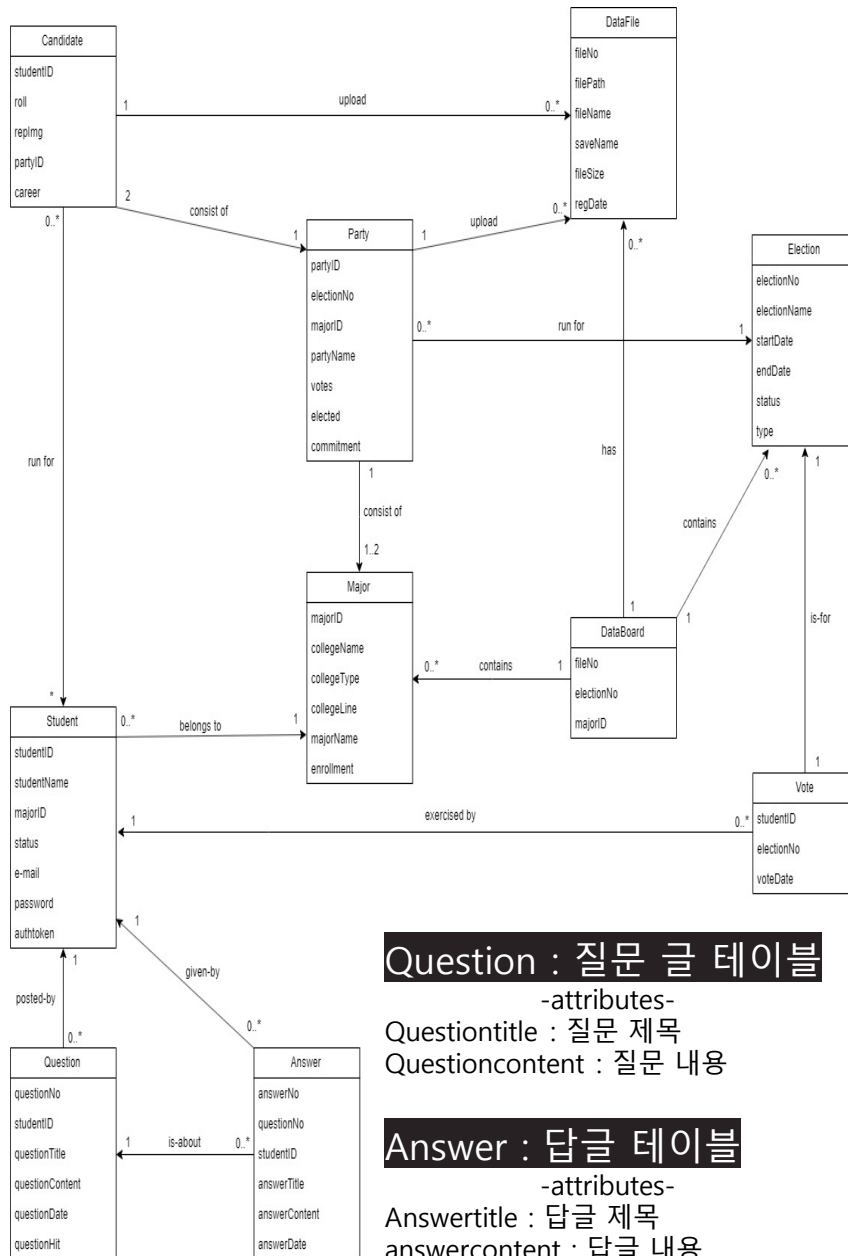 DataFile
fileNo
filePath
fileName
saveName
fileSize
regDate
Candidate
studentID
roll
repImg
partyID
career
1
upload
0..*
2
consist of
1
0..*
1
upload
0..*
0..*
Party
partyID
electionNo
majorID
partyName
votes
elected
commitment
Election
electionNo
electionName
startDate
endDate
status
type
0..*
run for
1
run for
has
1
consist of
1..2
0..*
1
contains
1
1
is-for
Major
majorID
collegeName
collegeType
collegeLine
majorName
enrollment
DataBoard
fileNo
electionNo
majorID
0..*
contains
1
*
Student
studentID
studentName
majorID
status
e-mail
password
authtoken
0..*
belongs to
1
1
Vote
studentID
electionNo
voteDate
1
exercised by
0..*
1
given-by
0..*
1
posted-by
0..*
Question
questionNo
studentID
questionTitle
questionContent
questionDate
questionHit
1
is-about
0..*
Answer
answerNo
questionNo
studentID
answerTitle
answerContent
answerDate
Question : 질문 글 테이블
-attributes-
Questiontitle : 질문 제목
Questioncontent : 질문 내용
Answer : 답글 테이블
-attributes-
Answertitle : 답글 제목
answercontent : 답글 내용